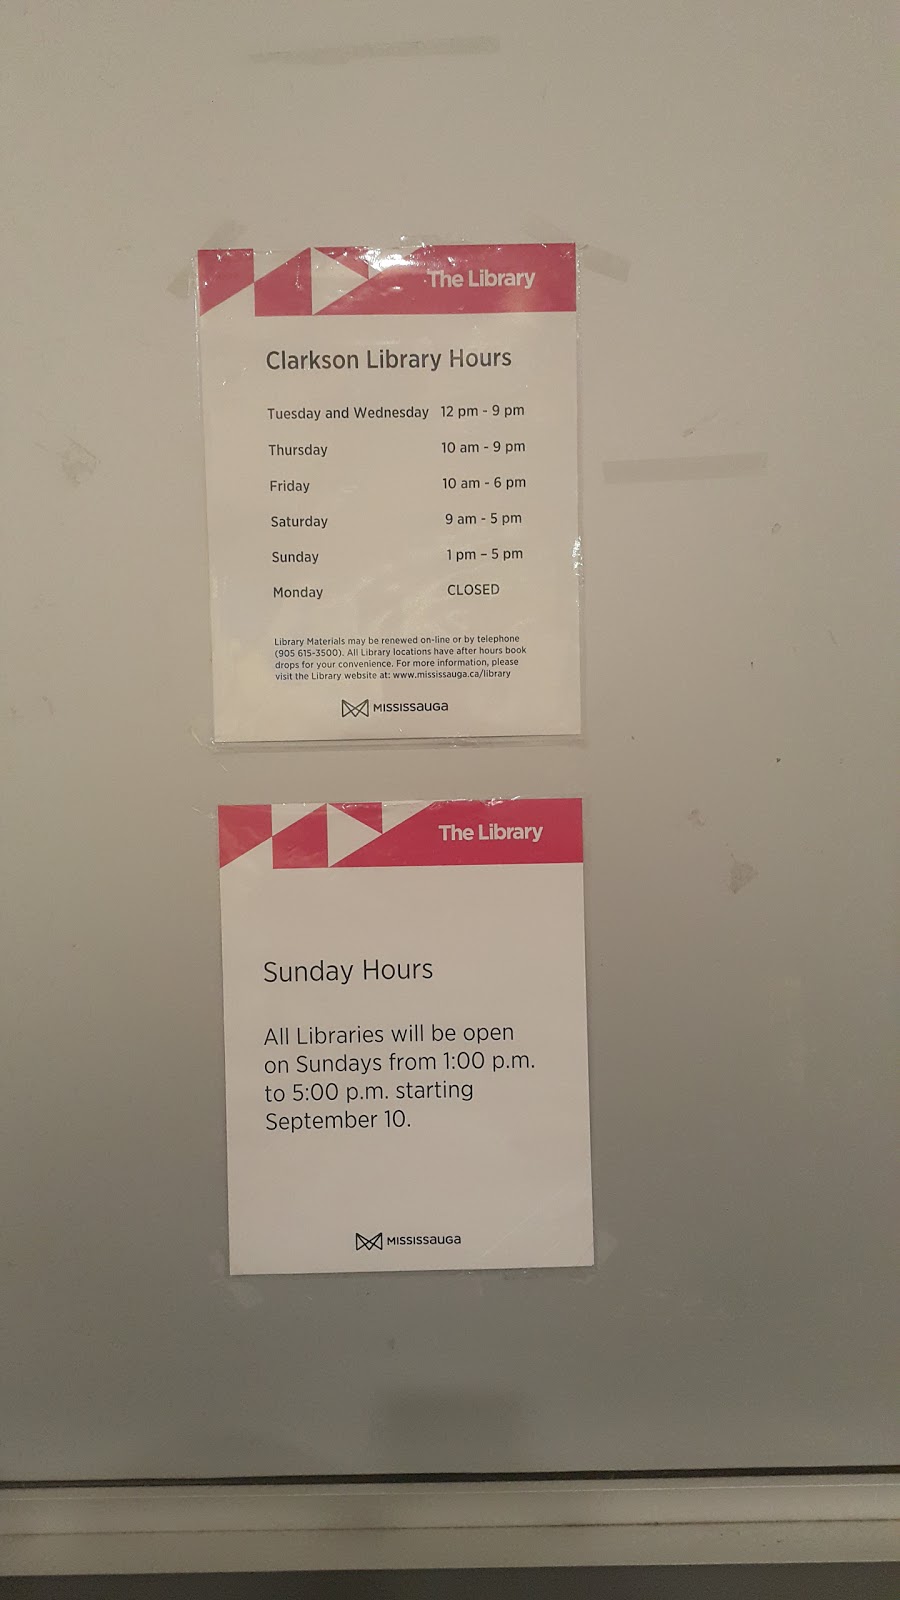 The Library
Clarkson Library Hours
Tuesday and Wednesday 12 pm - 9 pm
Thursday 10 am - 9 pm
Friday 10 am - 6 pm
Saturday 9 am - 5 pm
Sunday 1 pm – 5 pm
Monday CLOSED
Library Materials may be renewed on-line or by telephone
(905 615-3500). All Library locations have after hours book
drops for your convenience. For more information, please
visit the Library website at: www.mississauga.ca/library
MISSISSAUGA
The Library
Sunday Hours
All Libraries will be open
on Sundays from 1:00 p.m.
to 5:00 p.m. starting
September 10.
MISSISSAUGA